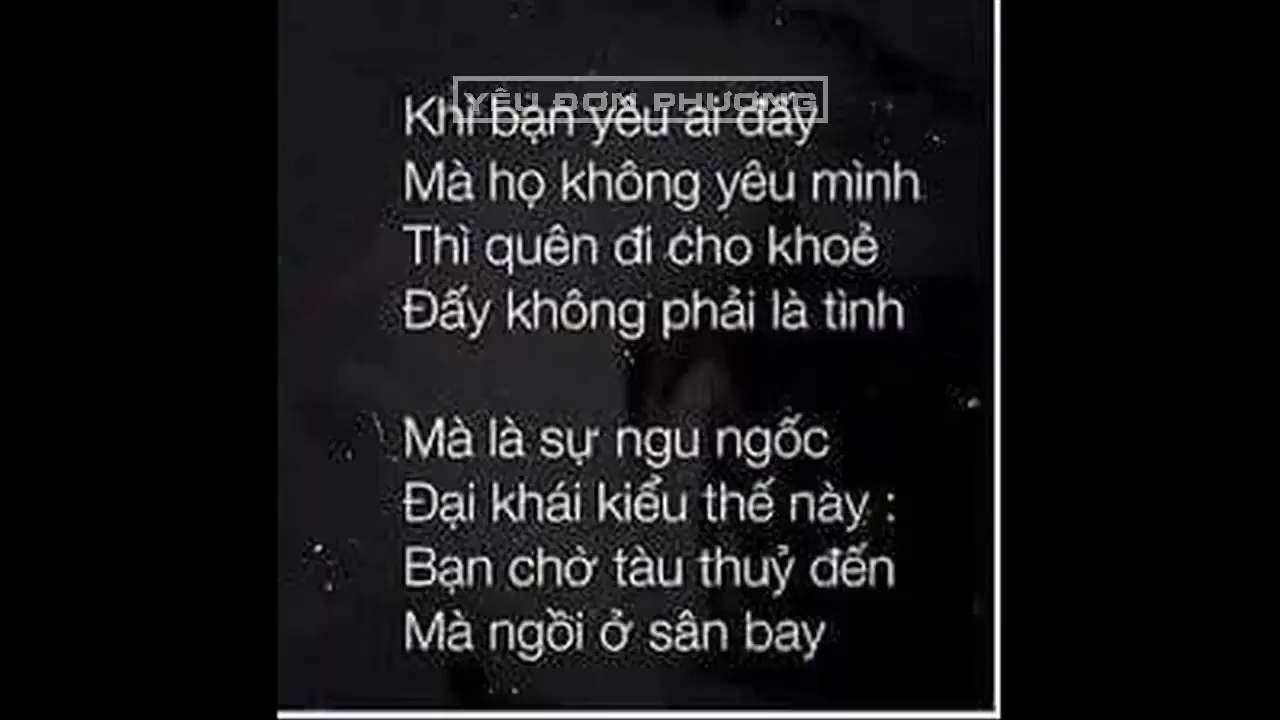 YÊU ĐƠN PHƯƠNG
Khi bạn yêu ai đấy
Mà họ không yêu mình
Thì quên đi cho khoẻ
Đấy không phải là tình
Mà là sự ngu ngốc
Đại khái kiểu thế này :
Bạn chờ tàu thuỷ đến
Mà ngồi ở sân bay